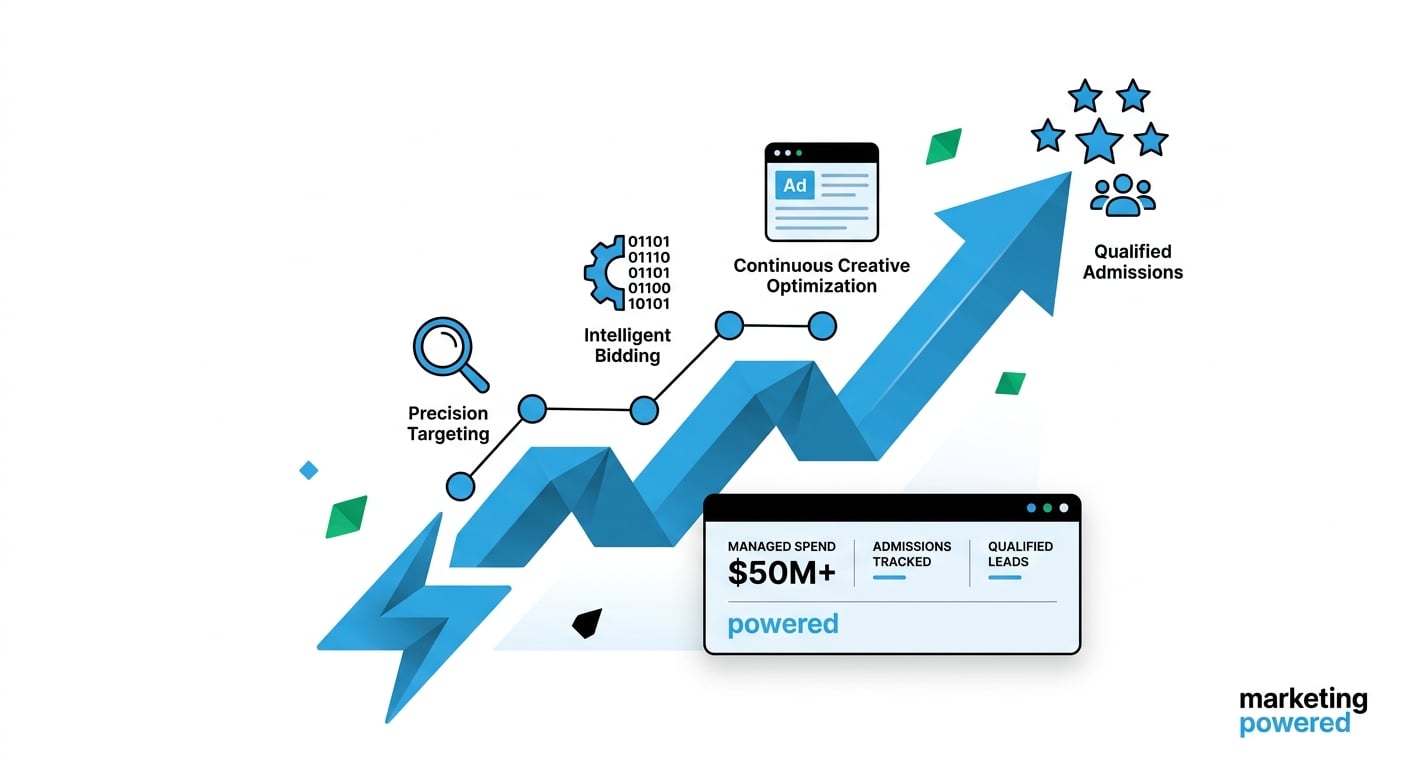 Ad
01101
01110
01101
01100
10101
Continuous Creative
Optimization
Qualified
Admissions
Intelligent
Bidding
Precision
Targeting
MANAGED SPEND
$50M+
ADMISSIONS
TRACKED
QUALIFIED
LEADS
powered
marketing
powered